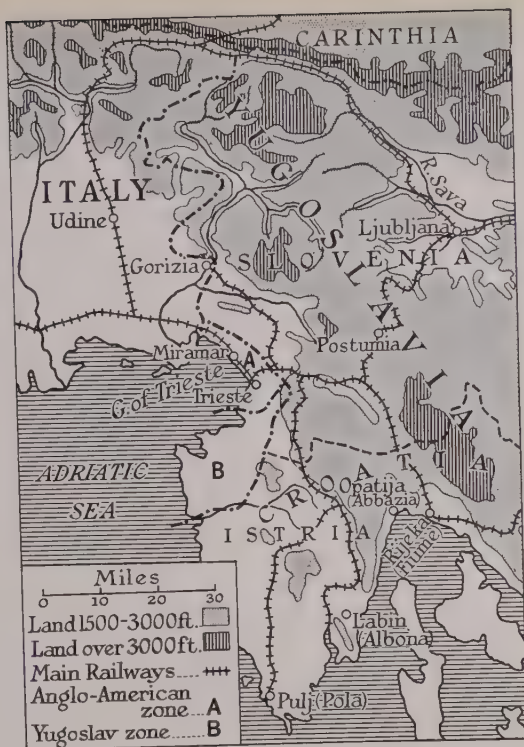 CARINTHIA
YUGOSLAVIA
ITALY
Udine
R. Sava
Ljubljana
SLOVENIA
Gorizia
Postumia
Miramar
A
G. of Trieste
Trieste
ADRIATIC
SEA
B
CROATIA
Opatija
(Abbazia)
Rijeka
Fiume)
ISTRIA
Labin
(Albona)
Pulj (Pola)
Miles
0 10 20 30
Land 1500-3000ft.
Land over 3000ft.
Main Railways
Anglo-American
zone A
Yugoslav zone B